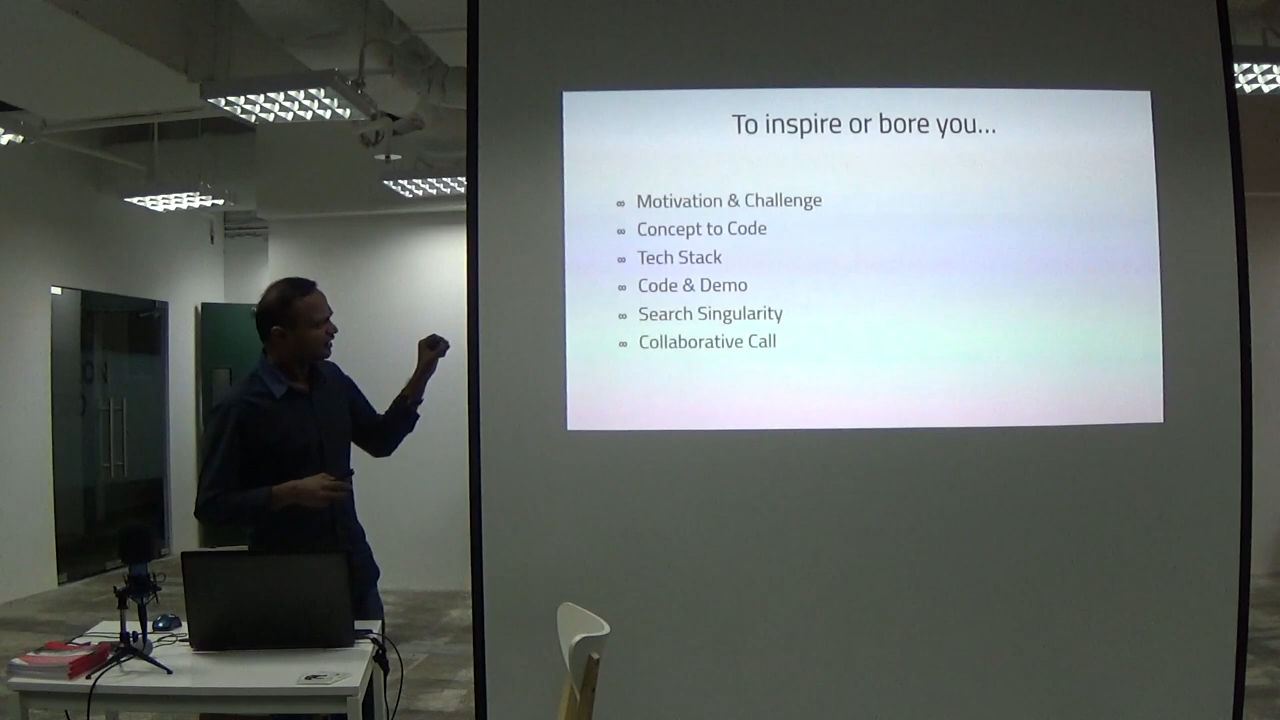 To inspire or bore you...
∞ Motivation & Challenge
∞ Concept to Code
∞ Tech Stack
∞ Code & Demo
∞ Search Singularity
∞ Collaborative Call